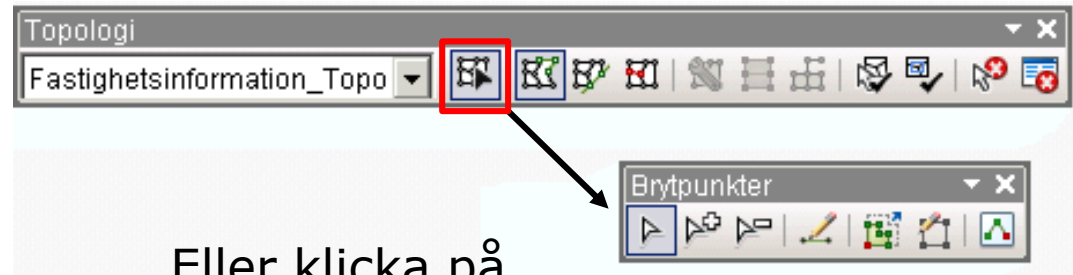 Topologi
Fastighetsinformation_Topo
Brytpunkter
Eller klicka på